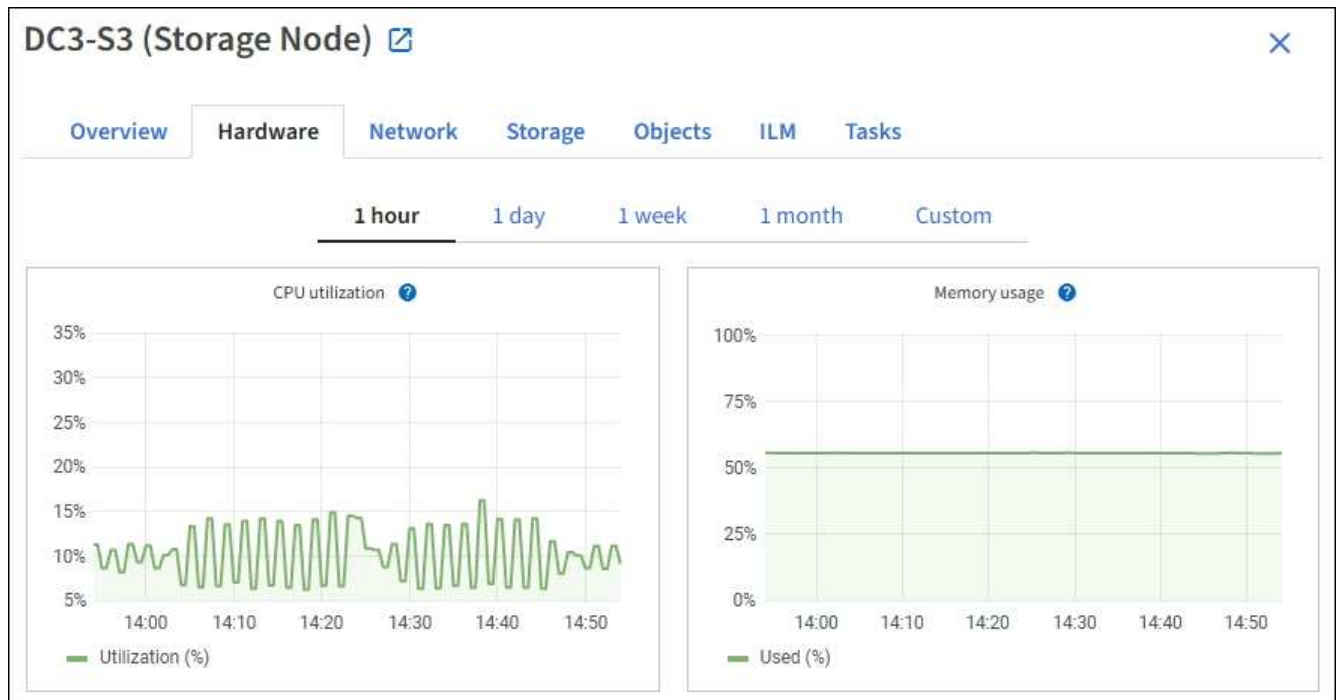 DC3-S3 (Storage Node)
Overview Hardware Network Storage Objects ILM Tasks
1 hour 1 day 1 week 1 month Custom
CPU utilization ?
35%
30%
25%
20%
15%
10%
5%
14:00 14:10 14:20 14:30 14:40 14:50
Utilization (%)
Memory usage ?
100%
75%
50%
25%
0%
14:00 14:10 14:20 14:30 14:40 14:50
Used (%)